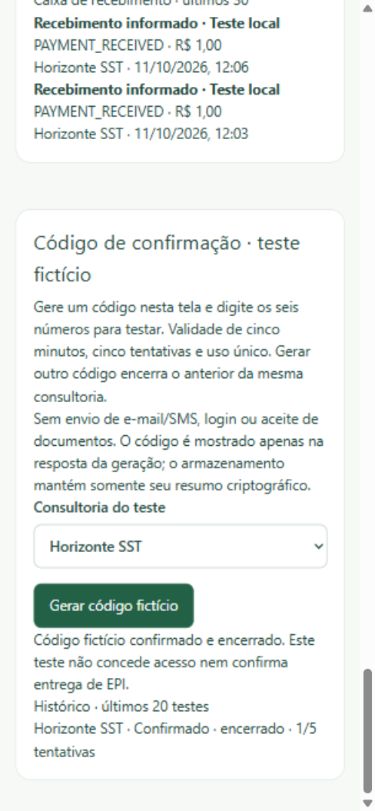 Caixa de recebimento · últimos 50
Recebimento informado · Teste local
PAYMENT_RECEIVED · R$ 1,00
Horizonte SST · 11/10/2026, 12:06
Recebimento informado · Teste local
PAYMENT_RECEIVED · R$ 1,00
Horizonte SST · 11/10/2026, 12:03
Código de confirmação · teste
fictício
Gere um código nesta tela e digite os seis
números para testar. Validade de cinco
minutos, cinco tentativas e uso único. Gerar
outro código encerra o anterior da mesma
consultoria.
Sem envio de e-mail/SMS, login ou aceite de
documentos. O código é mostrado apenas na
resposta da geração; o armazenamento
mantém somente seu resumo criptográfico.
Consultoria do teste
Horizonte SST
Gerar código fictício
Código fictício confirmado e encerrado. Este
teste não concede acesso nem confirma
entrega de EPI.
Histórico · últimos 20 testes
Horizonte SST · Confirmado · encerrado · 1/5
tentativas